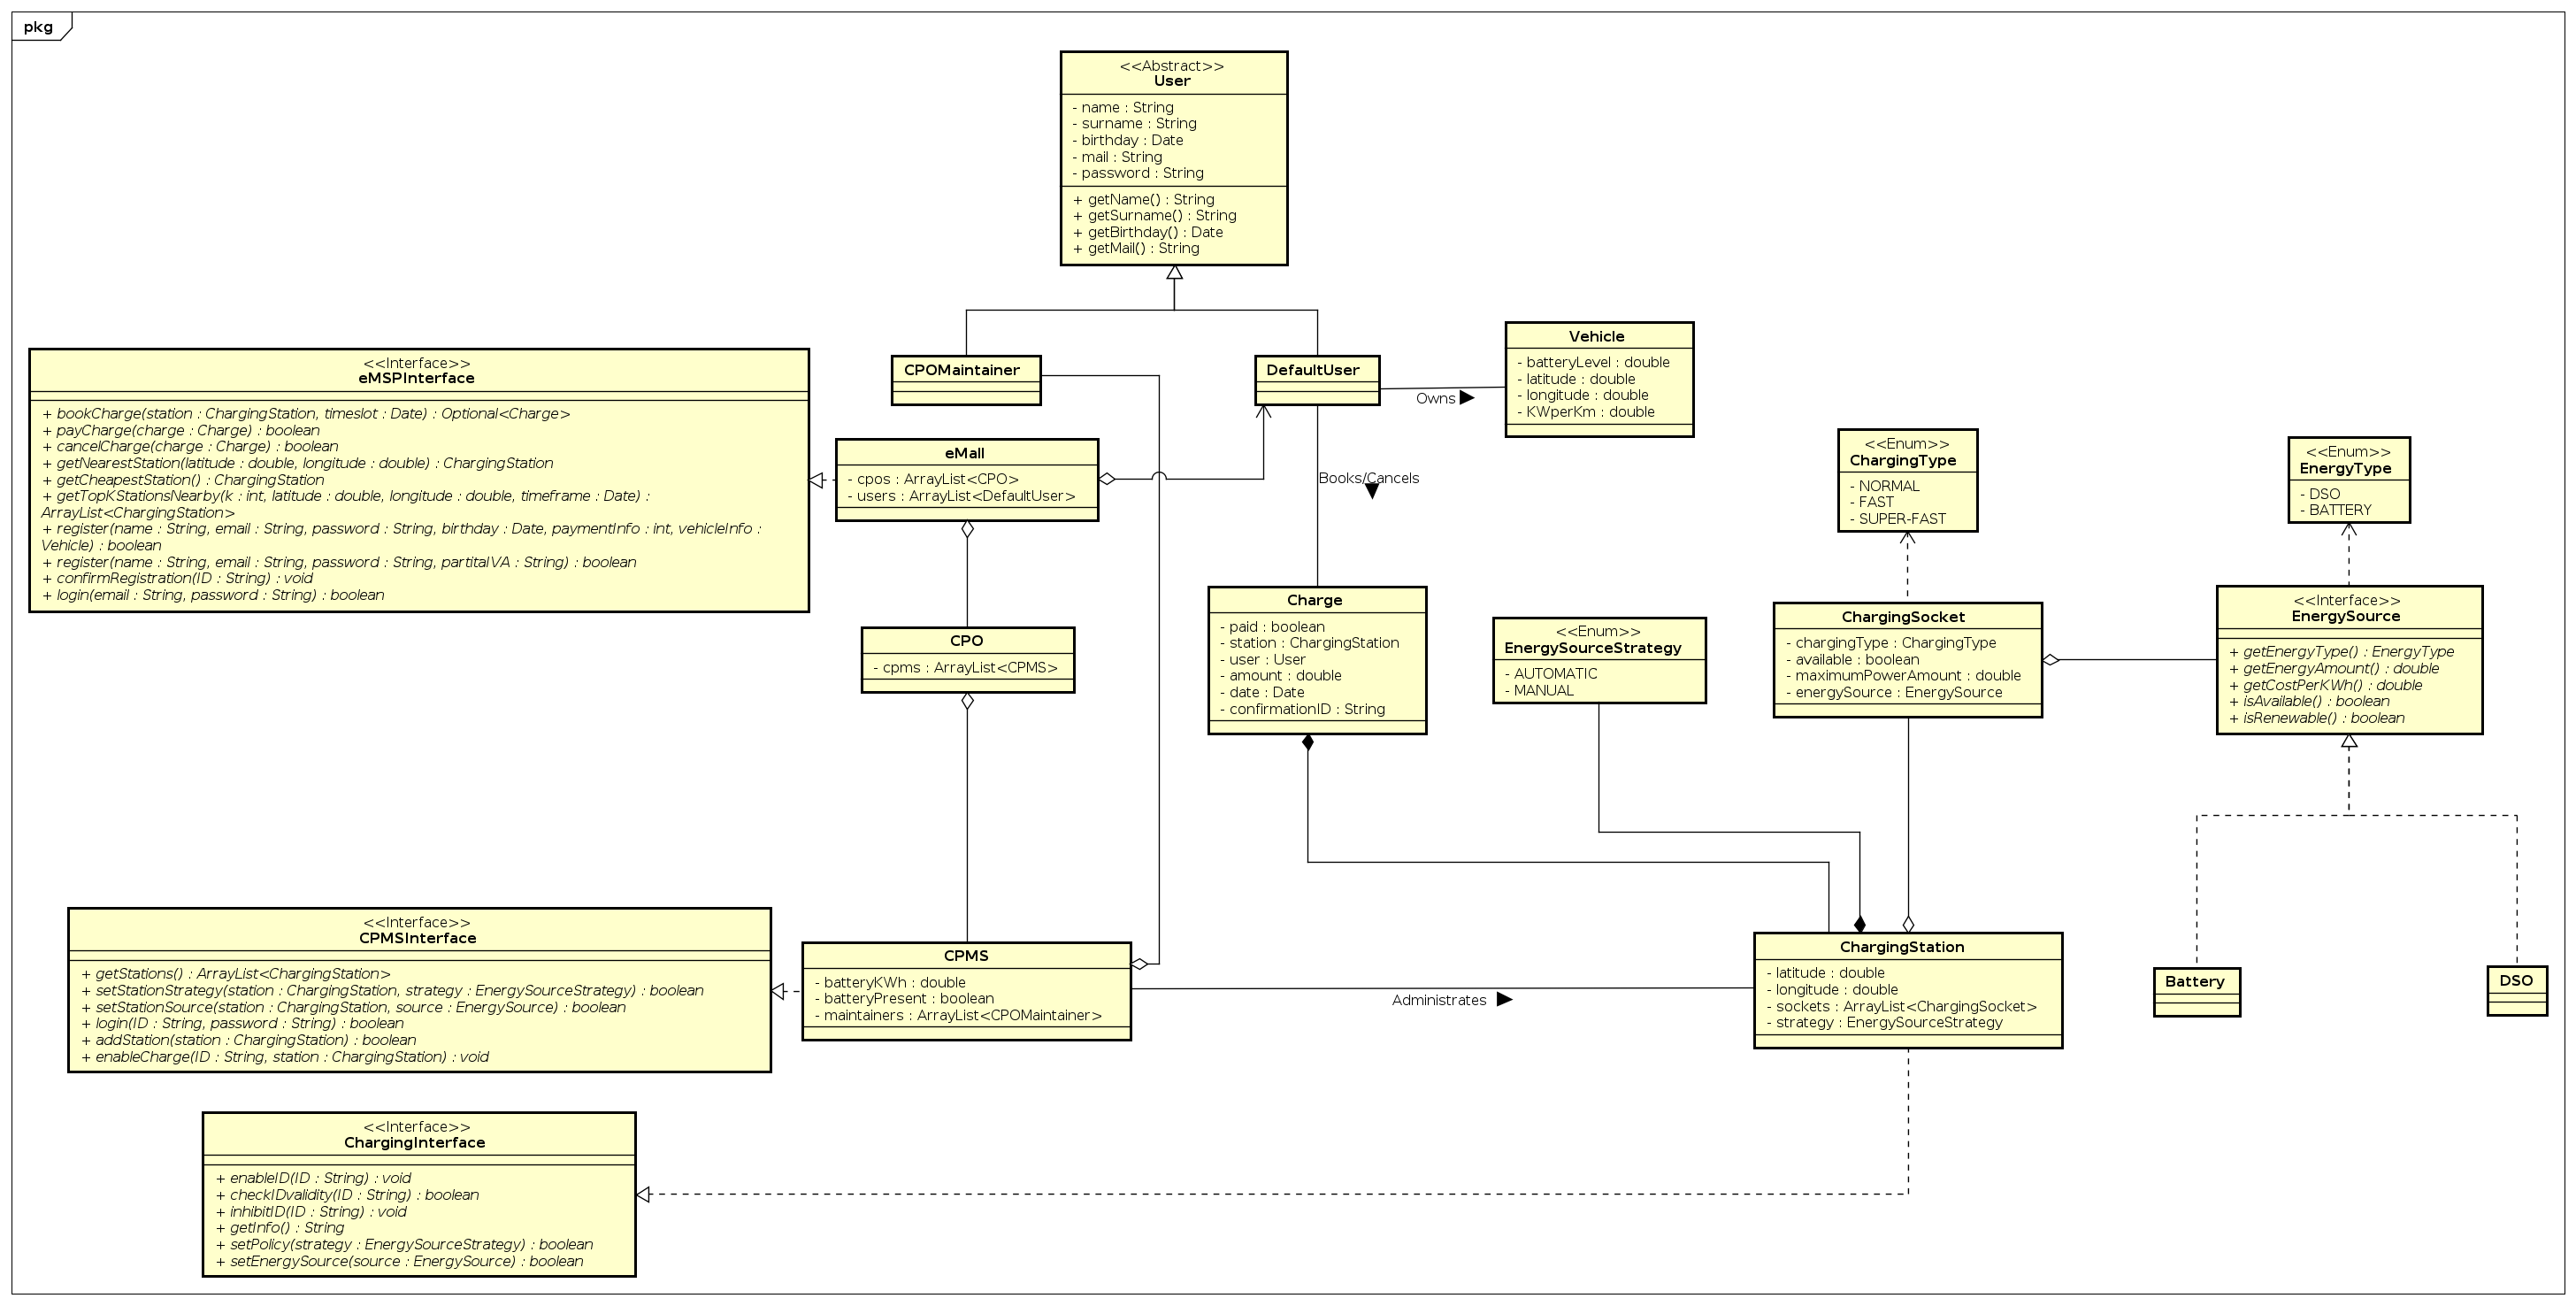 pkg
<<Abstract>>
User
- name : String
- surname : String
- birthday : Date
- mail : String
- password : String
+ getName() : String
+ getSurname() : String
+ getBirthday() : Date
+ getMail() : String
<<Interface>>
eMSPInterface
+ bookCharge(station : ChargingStation, timeslot : Date) : Optional<Charge>
+ payCharge(charge : Charge) : boolean
+ cancelCharge(charge : Charge) : boolean
+ getNearestStation(latitude : double, longitude : double) : ChargingStation
+ getCheapestStation() : ChargingStation
+ getTopKStationsNearby(k : int, latitude : double, longitude : double, timeframe : Date) :
ArrayList<ChargingStation>
+ register(name : String, email : String, password : String, birthday : Date, paymentInfo : int, vehicleInfo :
Vehicle) : boolean
+ register(name : String, email : String, password : String, partitaIVA : String) : boolean
+ confirmRegistration(ID : String) : void
+ login(email : String, password : String) : boolean
CPOMaintainer
DefaultUser
Owns
Vehicle
- batteryLevel : double
- latitude : double
- longitude : double
- KWperKm : double
eMall
- cpos : ArrayList<CPO>
- users : ArrayList<DefaultUser>
Books/Cancels
<<Enum>>
ChargingType
- NORMAL
- FAST
- SUPER-FAST
<<Enum>>
EnergyType
- DSO
- BATTERY
CPO
- cpms : ArrayList<CPMS>
Charge
- paid : boolean
- station : ChargingStation
- user : User
- amount : double
- date : Date
- confirmationID : String
<<Enum>>
EnergySourceStrategy
- AUTOMATIC
- MANUAL
ChargingSocket
- chargingType : ChargingType
- available : boolean
- maximumPowerAmount : double
- energySource : EnergySource
<<Interface>>
EnergySource
+ getEnergyType() : EnergyType
+ getEnergyAmount() : double
+ getCostPerKWh() : double
+ isAvailable() : boolean
+ isRenewable() : boolean
<<Interface>>
CPMSInterface
+ getStations() : ArrayList<ChargingStation>
+ setStationStrategy(station : ChargingStation, strategy : EnergySourceStrategy) : boolean
+ setStationSource(station : ChargingStation, source : EnergySource) : boolean
+ login(ID : String, password : String) : boolean
+ addStation(station : ChargingStation) : boolean
+ enableCharge(ID : String, station : ChargingStation) : void
CPMS
- batteryKWh : double
- batteryPresent : boolean
- maintainers : ArrayList<CPOMaintainer>
Administrates
ChargingStation
- latitude : double
- longitude : double
- sockets : ArrayList<ChargingSocket>
- strategy : EnergySourceStrategy
Battery
DSO
<<Interface>>
ChargingInterface
+ enableID(ID : String) : void
+ checkIDvalidity(ID : String) : boolean
+ inhibitID(ID : String) : void
+ getInfo() : String
+ setPolicy(strategy : EnergySourceStrategy) : boolean
+ setEnergySource(source : EnergySource) : boolean